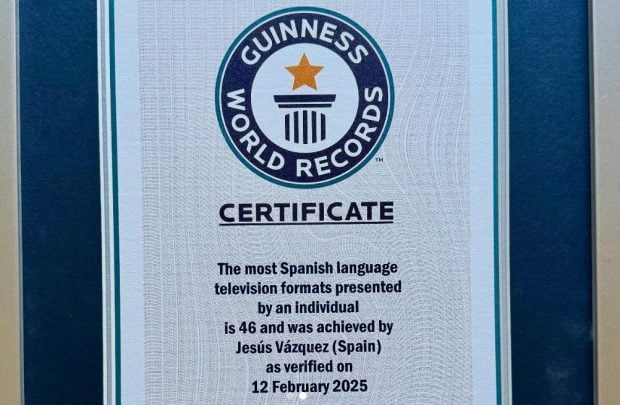 GUINNESS
WORLD RECORDS
™
CERTIFICATE
The most Spanish language
television formats presented
by an individual
is 46 and was achieved by
Jesús Vázquez (Spain)
as verified on
12 February 2025